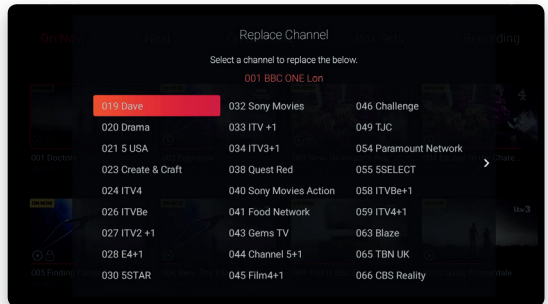 Replace Channel
Select a channel to replace the below.
001 BBC ONE Lon
019 Dave
020 Drama
021 5 USA
023 Create & Craft
024 ITV4
026 ITVBe
027 ITV2 +1
028 E4+1
030 5STAR
032 Sony Movies
033 ITV +1
034 ITV3+1
038 Quest Red
040 Sony Movies Action
041 Food Network
043 Gems TV
044 Channel 5+1
045 Film4+1
046 Challenge
049 TJC
054 Paramount Network
055 5SELECT
058 ITVBe+1
059 ITV4+1
063 Blaze
065 TBN UK
066 CBS Reality
001 Doctors
005 Finding